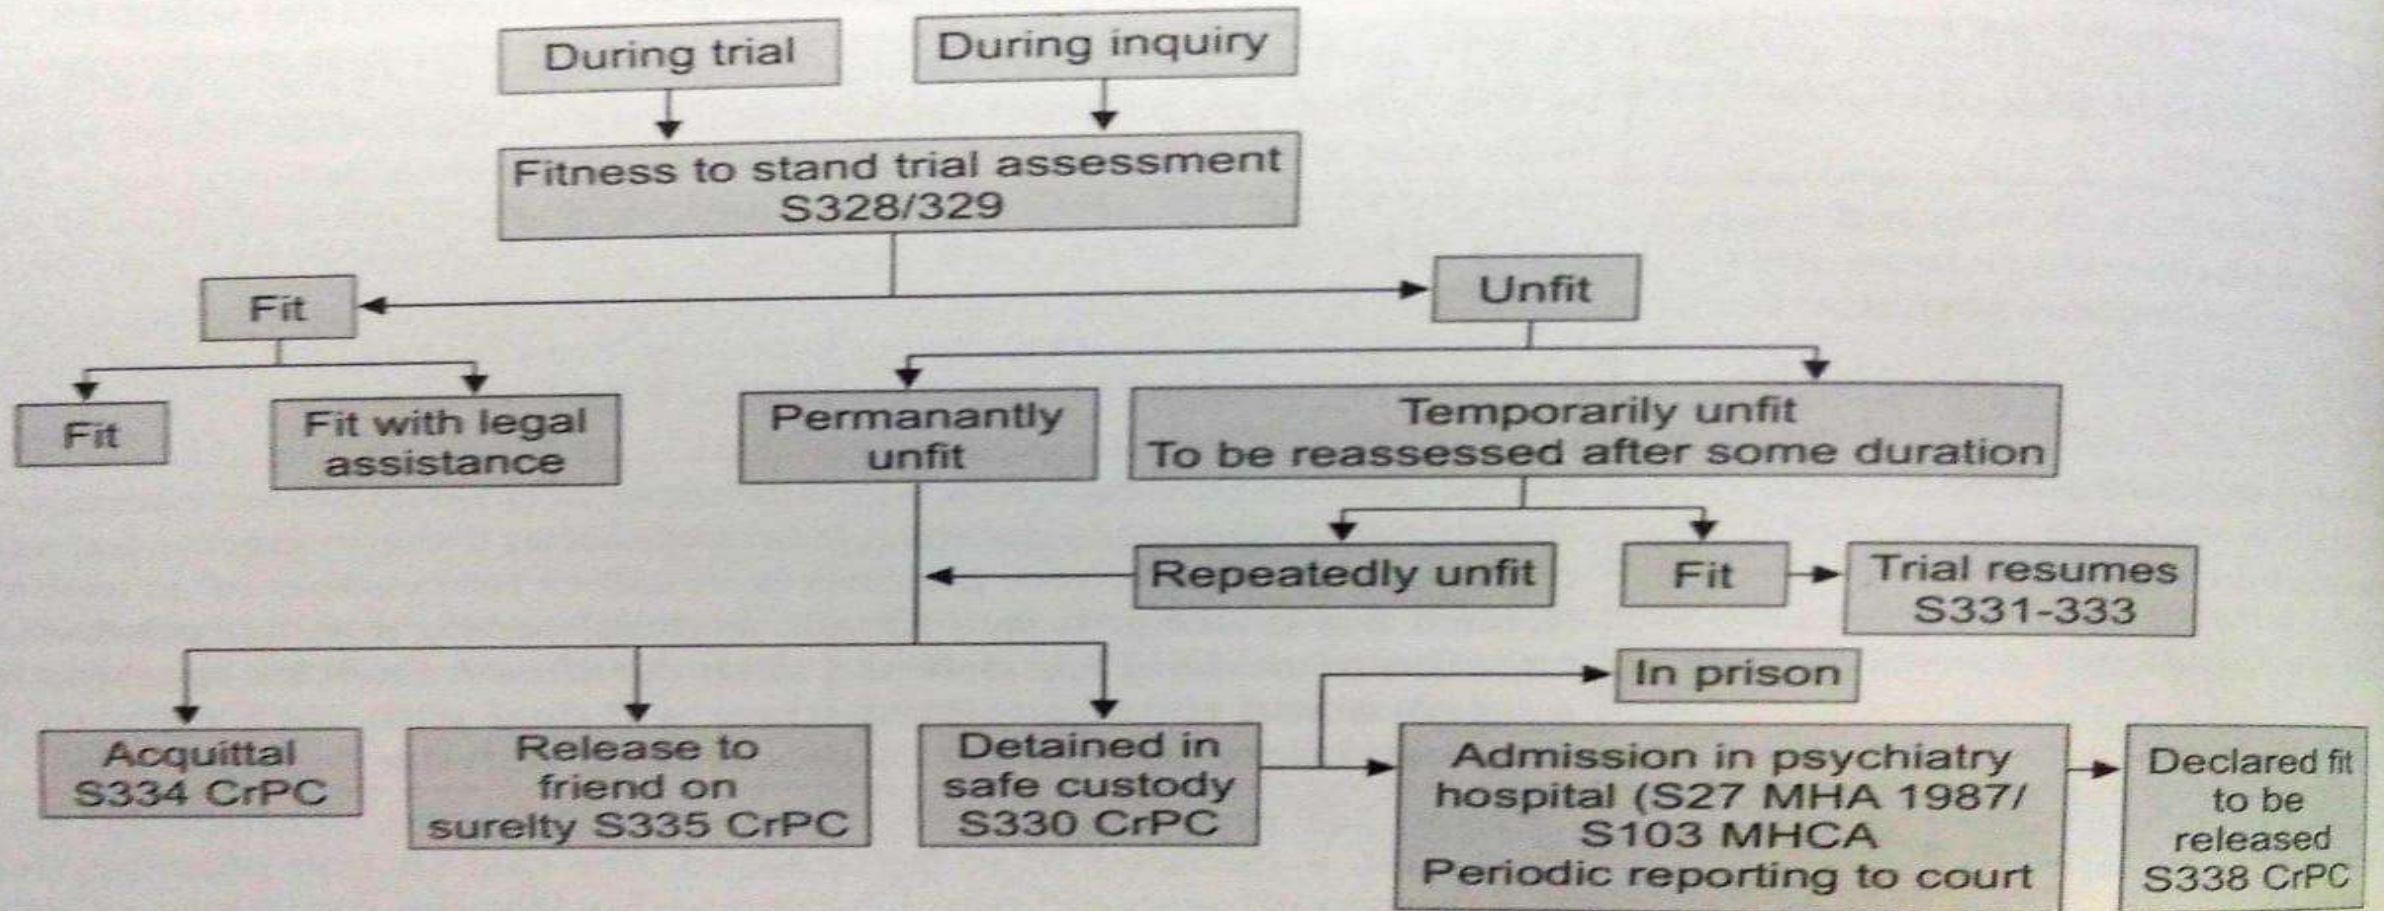 During trial
During inquiry
Fitness to stand trial assessment
S328/329
Fit
Unfit
Fit
Fit with legal
assistance
Permanantly
unfit
Temporarily unfit
To be reassessed after some duration
Repeatedly unfit
Fit
Trial resumes
S331-333
In prison
Acquittal
S334 CrPC
Release to
friend on
surelty S335 CrPC
Detained in
safe custody
S330 CrPC
Admission in psychiatry
hospital (S27 MHA 1987/
S103 MHCA
Periodic reporting to court
Declared fit
to be
released
S338 CrPC